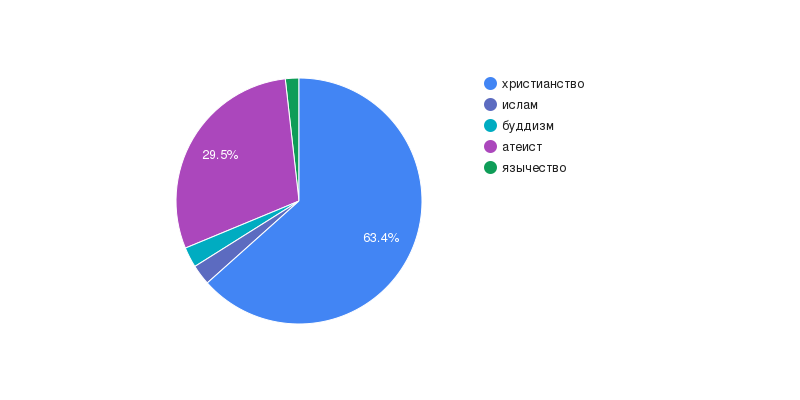 христианство
ислам
буддизм
атеист
язычество
29.5%
63.4%